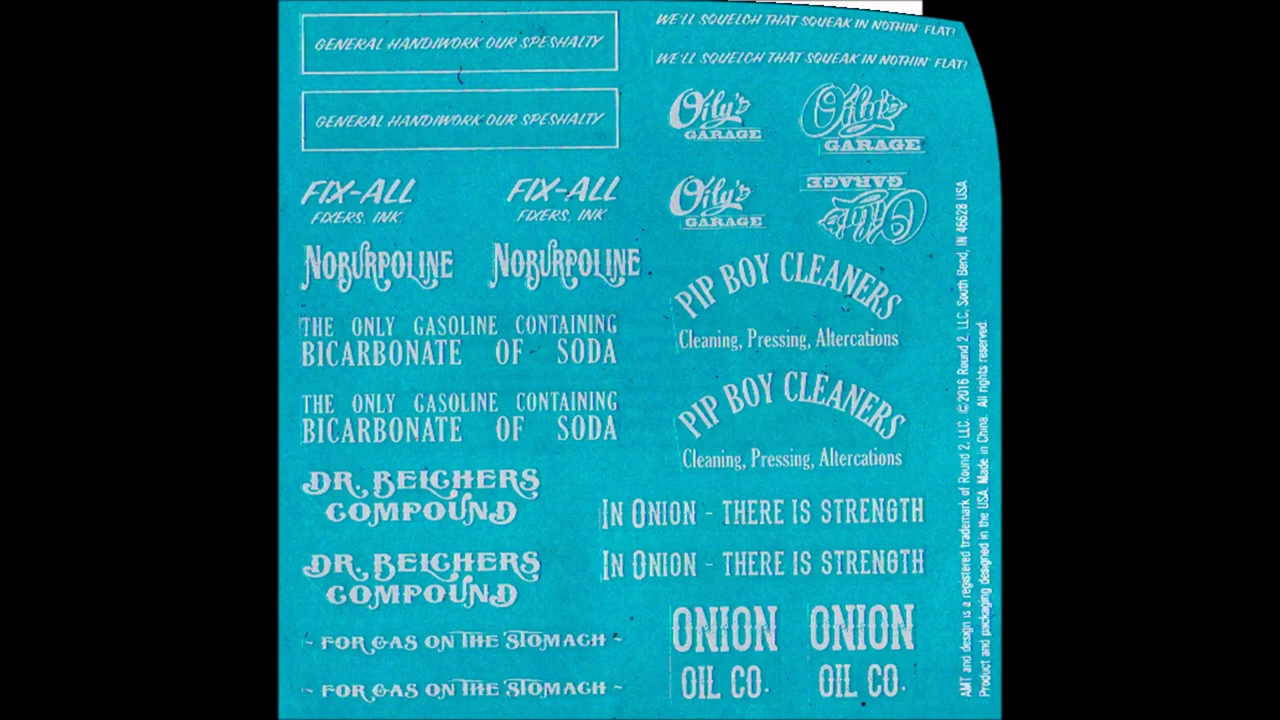 GENERAL HANDIWORK OUR SPESHALTY
GENERAL HANDIWORK OUR SPESHALTY
FIX-ALL
FIXERS, INK.
FIX-ALL
FIXERS, INK.
NOBURPOLINE
NOBURPOLINE
THE ONLY GASOLINE CONTAINING
BICARBONATE OF SODA
THE ONLY GASOLINE CONTAINING
BICARBONATE OF SODA
DR. BELCHERS
COMPOUND
DR. BELCHERS
COMPOUND
~ FOR GAS ON THE STOMACH ~
~ FOR GAS ON THE STOMACH ~
WE'LL SQUELCH THAT SQUEAK IN NOTHIN' FLAT!
WE'LL SQUELCH THAT SQUEAK IN NOTHIN' FLAT!
Oily's
GARAGE
Oily's
GARAGE
Oily's
GARAGE
Oily's
GARAGE
PIP BOY CLEANERS
Cleaning, Pressing, Altercations
PIP BOY CLEANERS
Cleaning, Pressing, Altercations
IN ONION - THERE IS STRENGTH
IN ONION - THERE IS STRENGTH
ONION
OIL CO.
ONION
OIL CO.
AMT and design is a registered trademark of Round 2, LLC. ©2016 Round 2, LLC, South Bend, IN 46628 USA
Product and packaging designed in the USA. Made in China. All rights reserved.